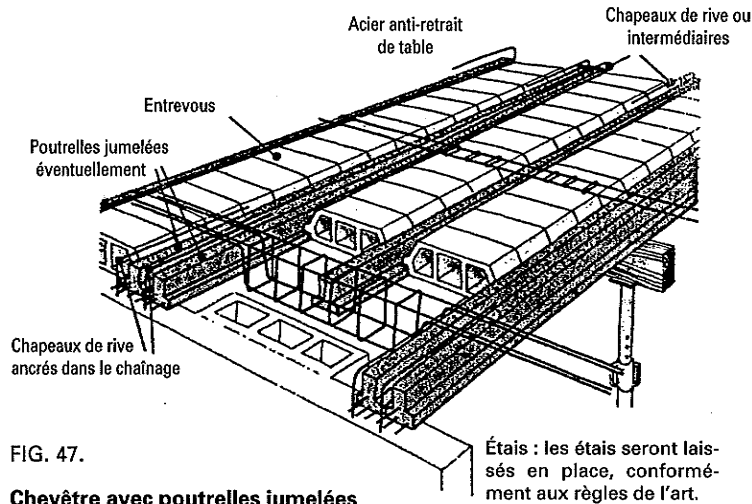 Acier anti-retrait
de table
Chapeaux de rive ou
intermédiaires
Entrevous
Poutrelles jumelées
éventuellement
Chapeaux de rive
ancrés dans le chaînage
FIG. 47.
Étais : les étais seront lais-
sés en place, conformé-
ment aux règles de l'art.
Chevêtre avec poutrelles jumelées